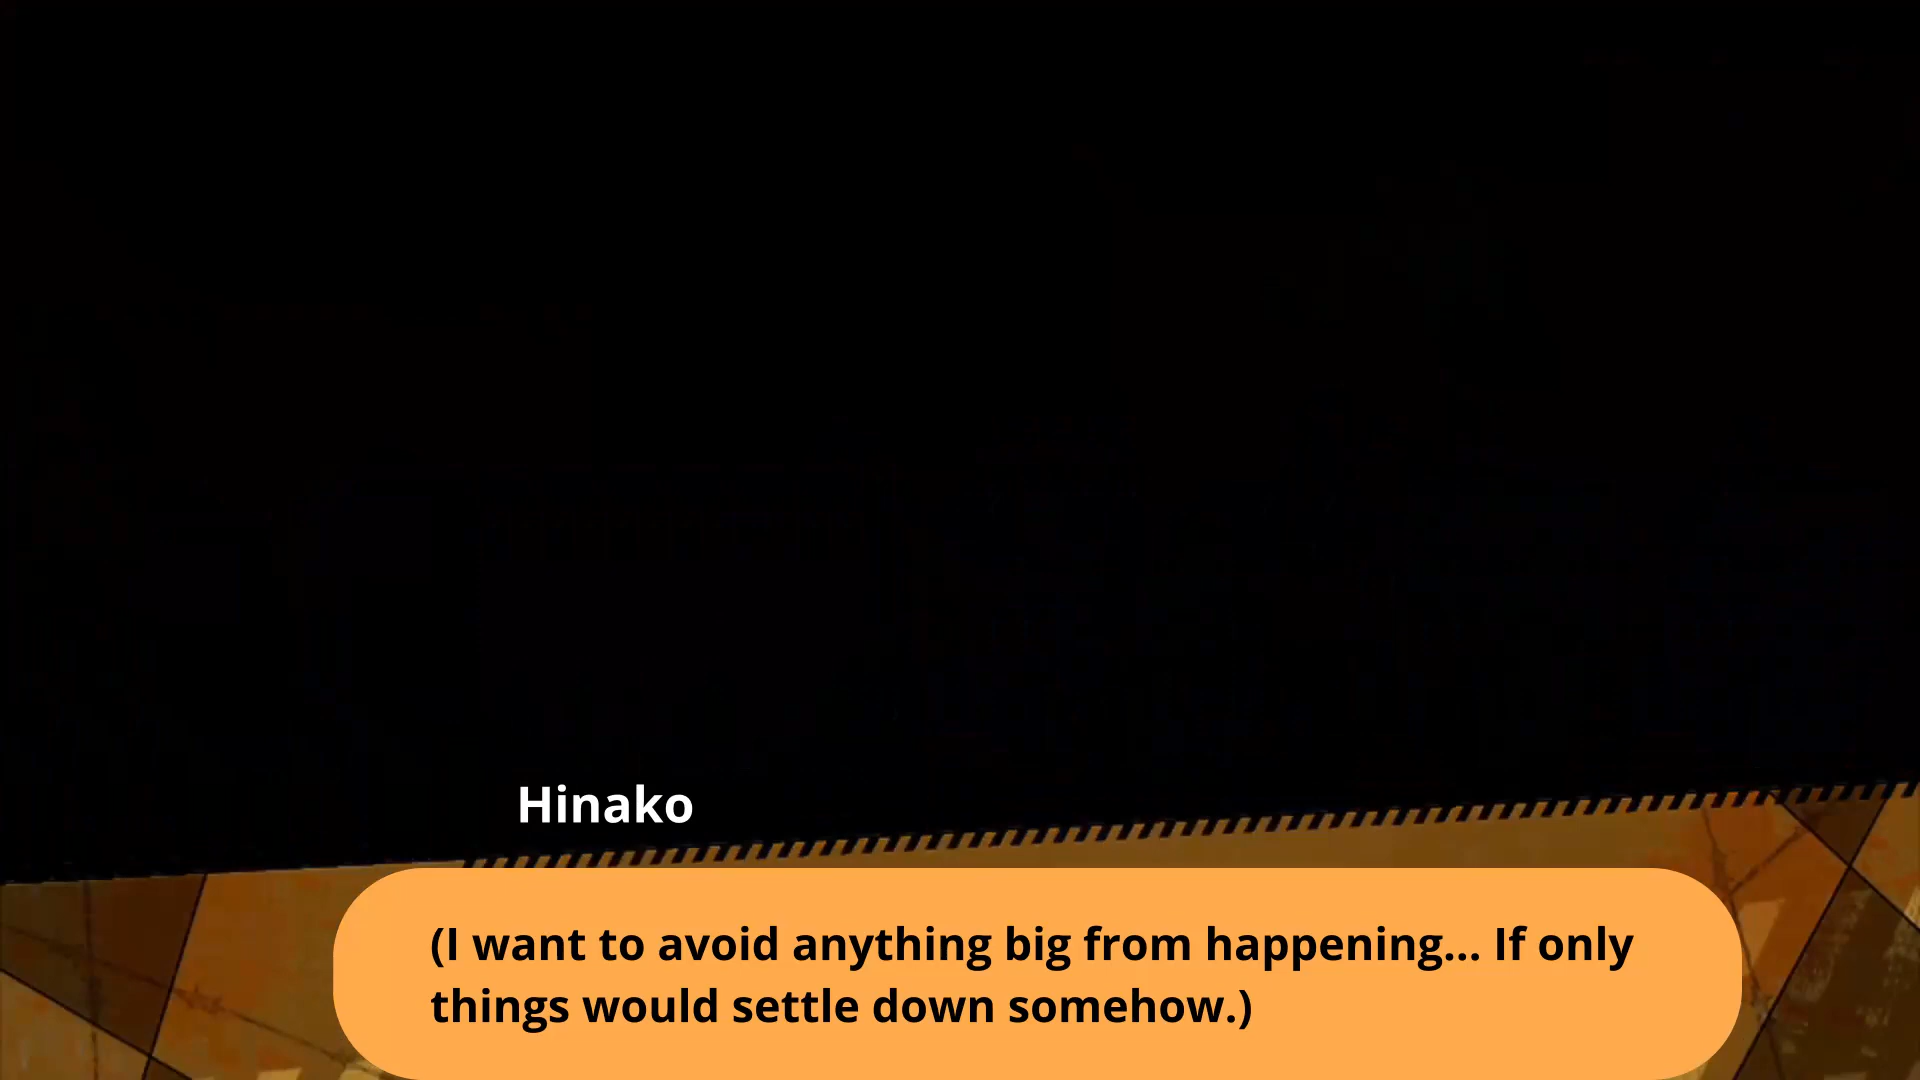 Hinako
(I want to avoid anything big from happening... If only
things would settle down somehow.)